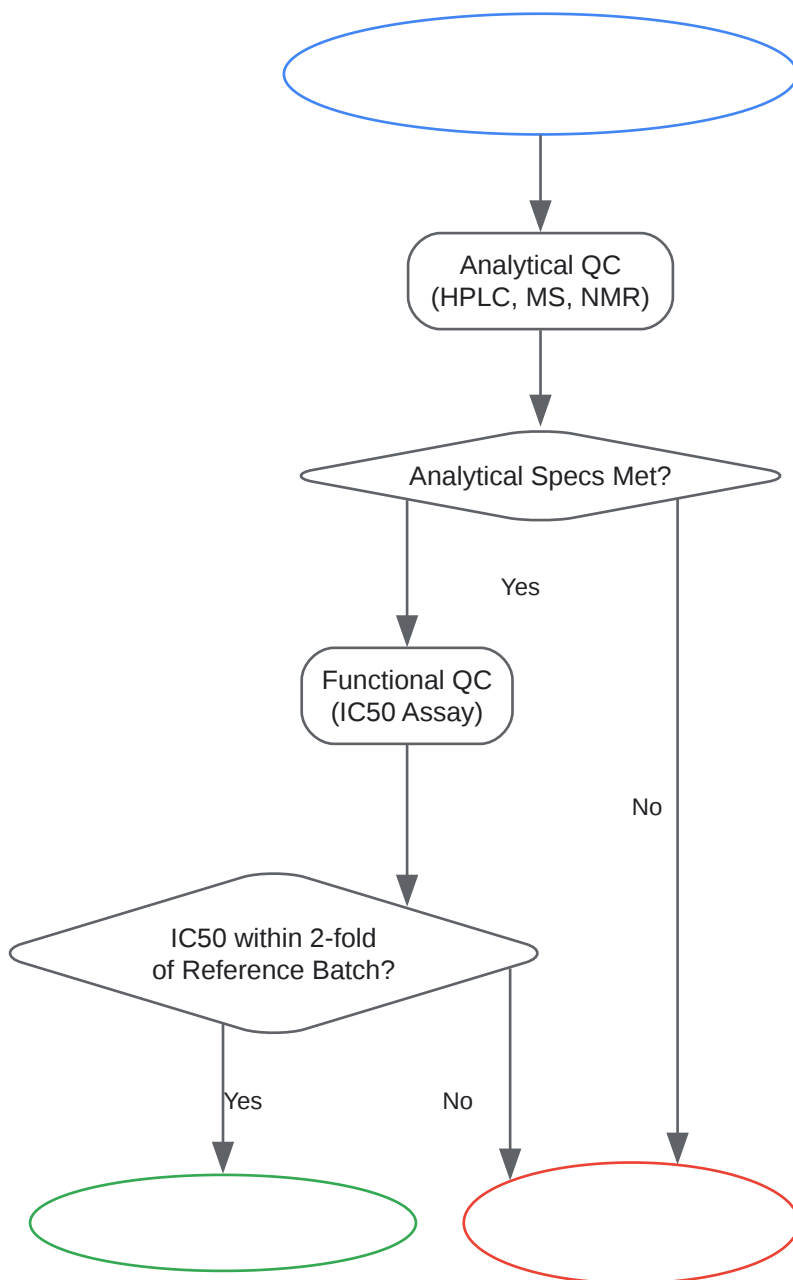 Analytical QC
(HPLC, MS, NMR)
Analytical Specs Met?
Yes
Functional QC
(IC50 Assay)
No
IC50 within 2-fold
of Reference Batch?
Yes
No